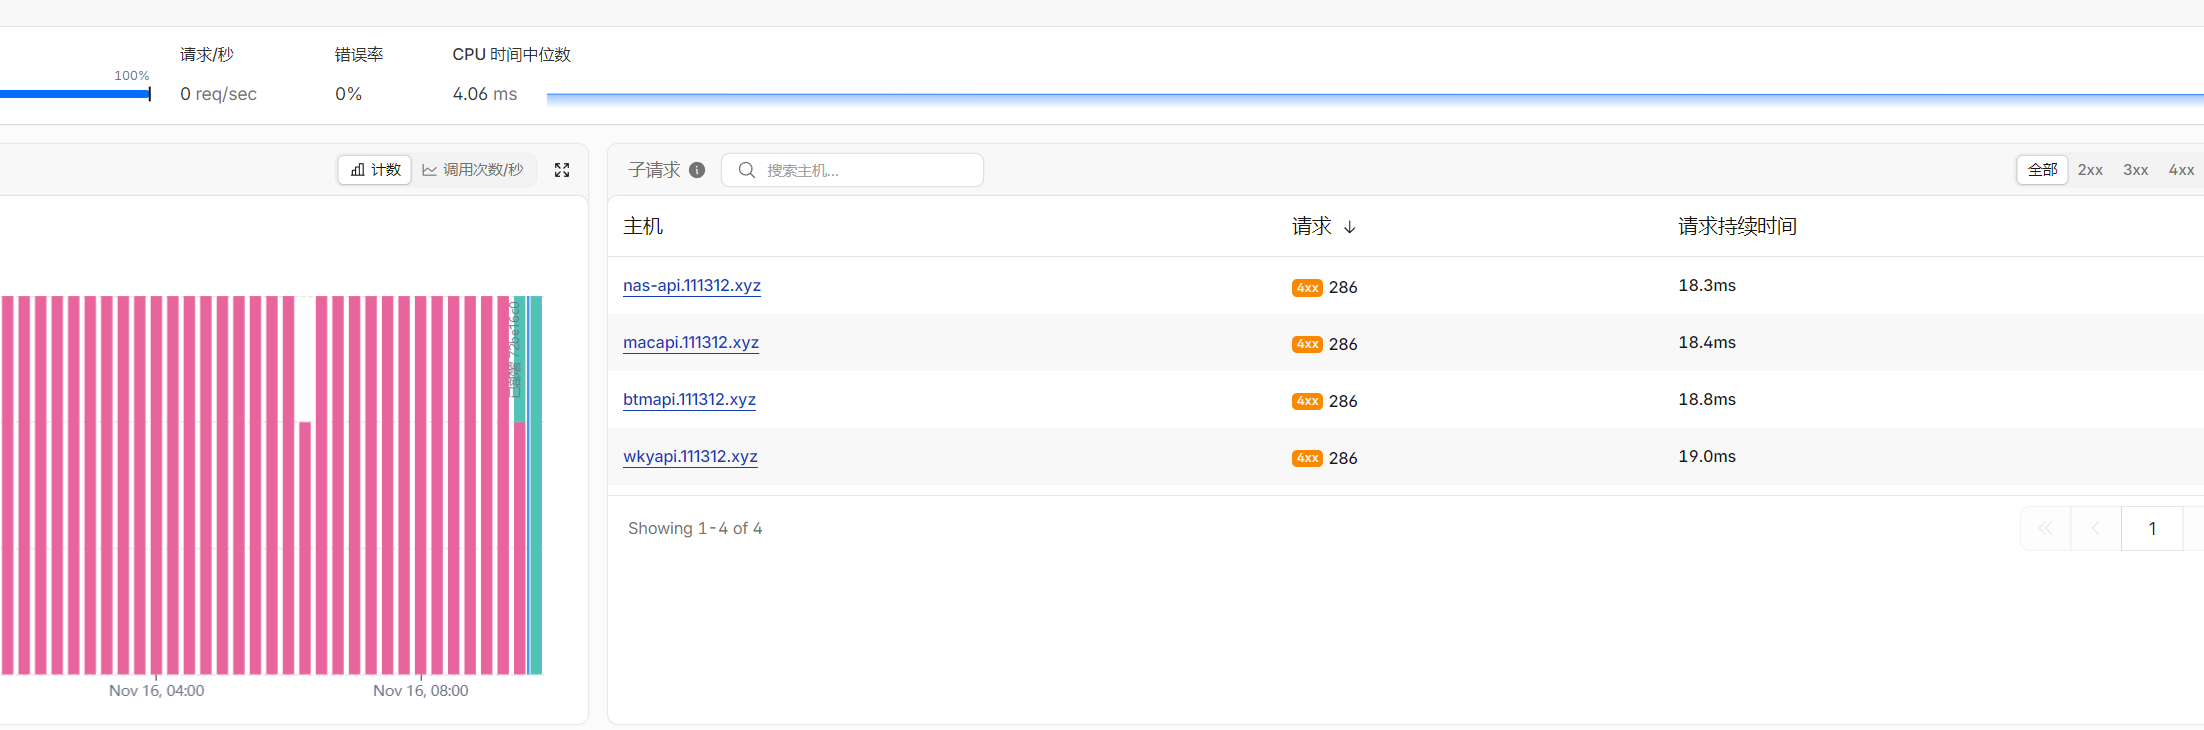 请求/秒
错误率
CPU 时间中位数
100%
0 req/sec
0%
4.06 ms
计数
调用次数/秒
子请求
搜索主机...
全部
2xx
3xx
4xx
主机
请求
请求持续时间
nas-api.111312.xyz
4xx 286
18.3ms
macapi.111312.xyz
4xx 286
18.4ms
btmapi.111312.xyz
4xx 286
18.8ms
wkyapi.111312.xyz
4xx 286
19.0ms
Showing 1-4 of 4
1
已部署 72be16c0
Nov 16, 04:00
Nov 16, 08:00